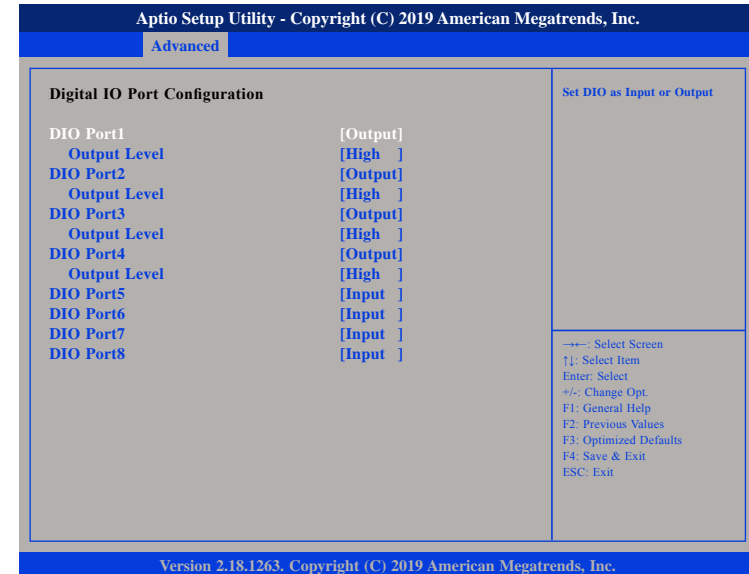 Aptio Setup Utility - Copyright (C) 2019 American Megatrends, Inc.
Advanced
Digital IO Port Configuration
DIO Port1 [Output]
Output Level [High ]
DIO Port2 [Output]
Output Level [High ]
DIO Port3 [Output]
Output Level [High ]
DIO Port4 [Output]
Output Level [High ]
DIO Port5 [Input ]
DIO Port6 [Input ]
DIO Port7 [Input ]
DIO Port8 [Input ]
Set DIO as Input or Output
→←: Select Screen
↑↓: Select Item
Enter: Select
+/-: Change Opt.
F1: General Help
F2: Previous Values
F3: Optimized Defaults
F4: Save & Exit
ESC: Exit
Version 2.18.1263. Copyright (C) 2019 American Megatrends, Inc.